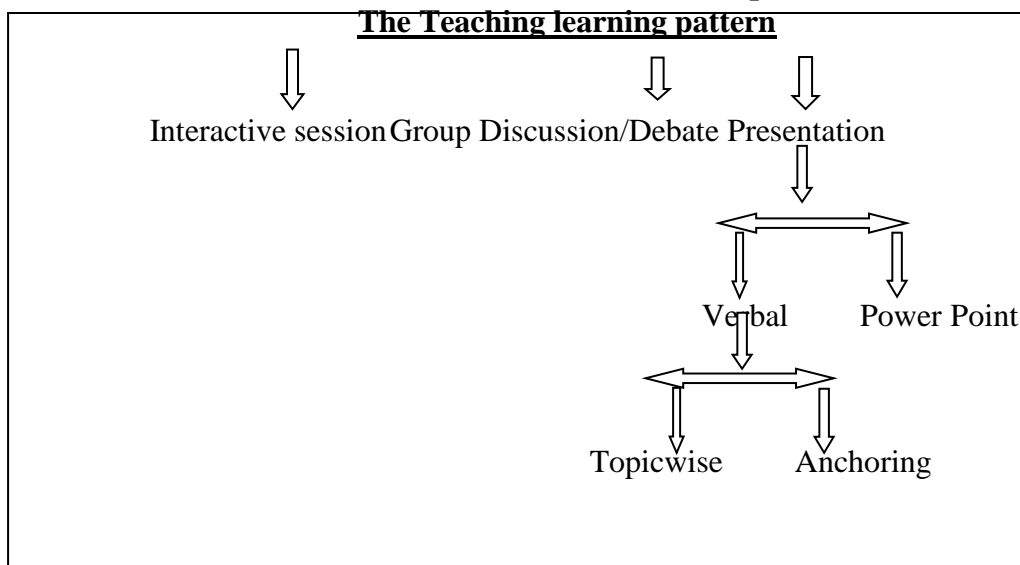 The Teaching learning pattern
Interactive session Group Discussion/Debate Presentation
Verbal Power Point
Topicwise Anchoring